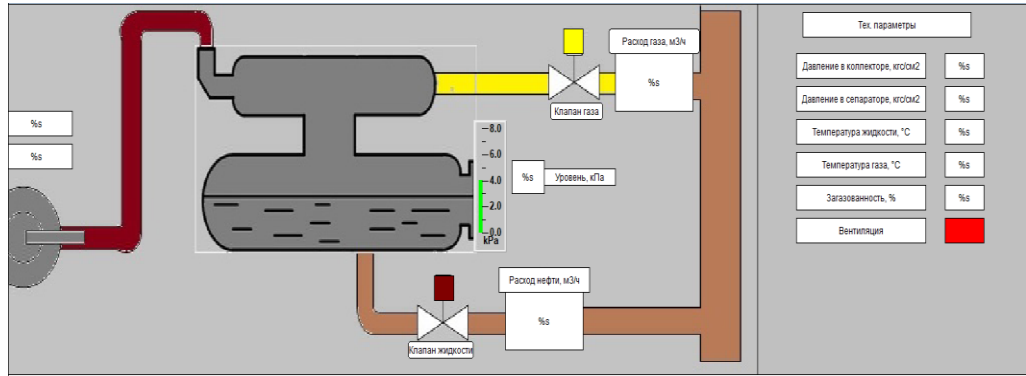 %s
%s
8.0
6.0
4.0
2.0
0.0
kPa
%s
Уровень, кПа
Клапан газа
Расход газа, м3/ч
%s
Клапан жидкости
Расход нефти, м3/ч
%s
Тех. параметры
Давление в коллекторе, кгс/см2 %s
Давление в сепараторе, кгс/см2 %s
Температура жидкости, °С %s
Температура газа, °С %s
Загазованность, % %s
Вентиляция